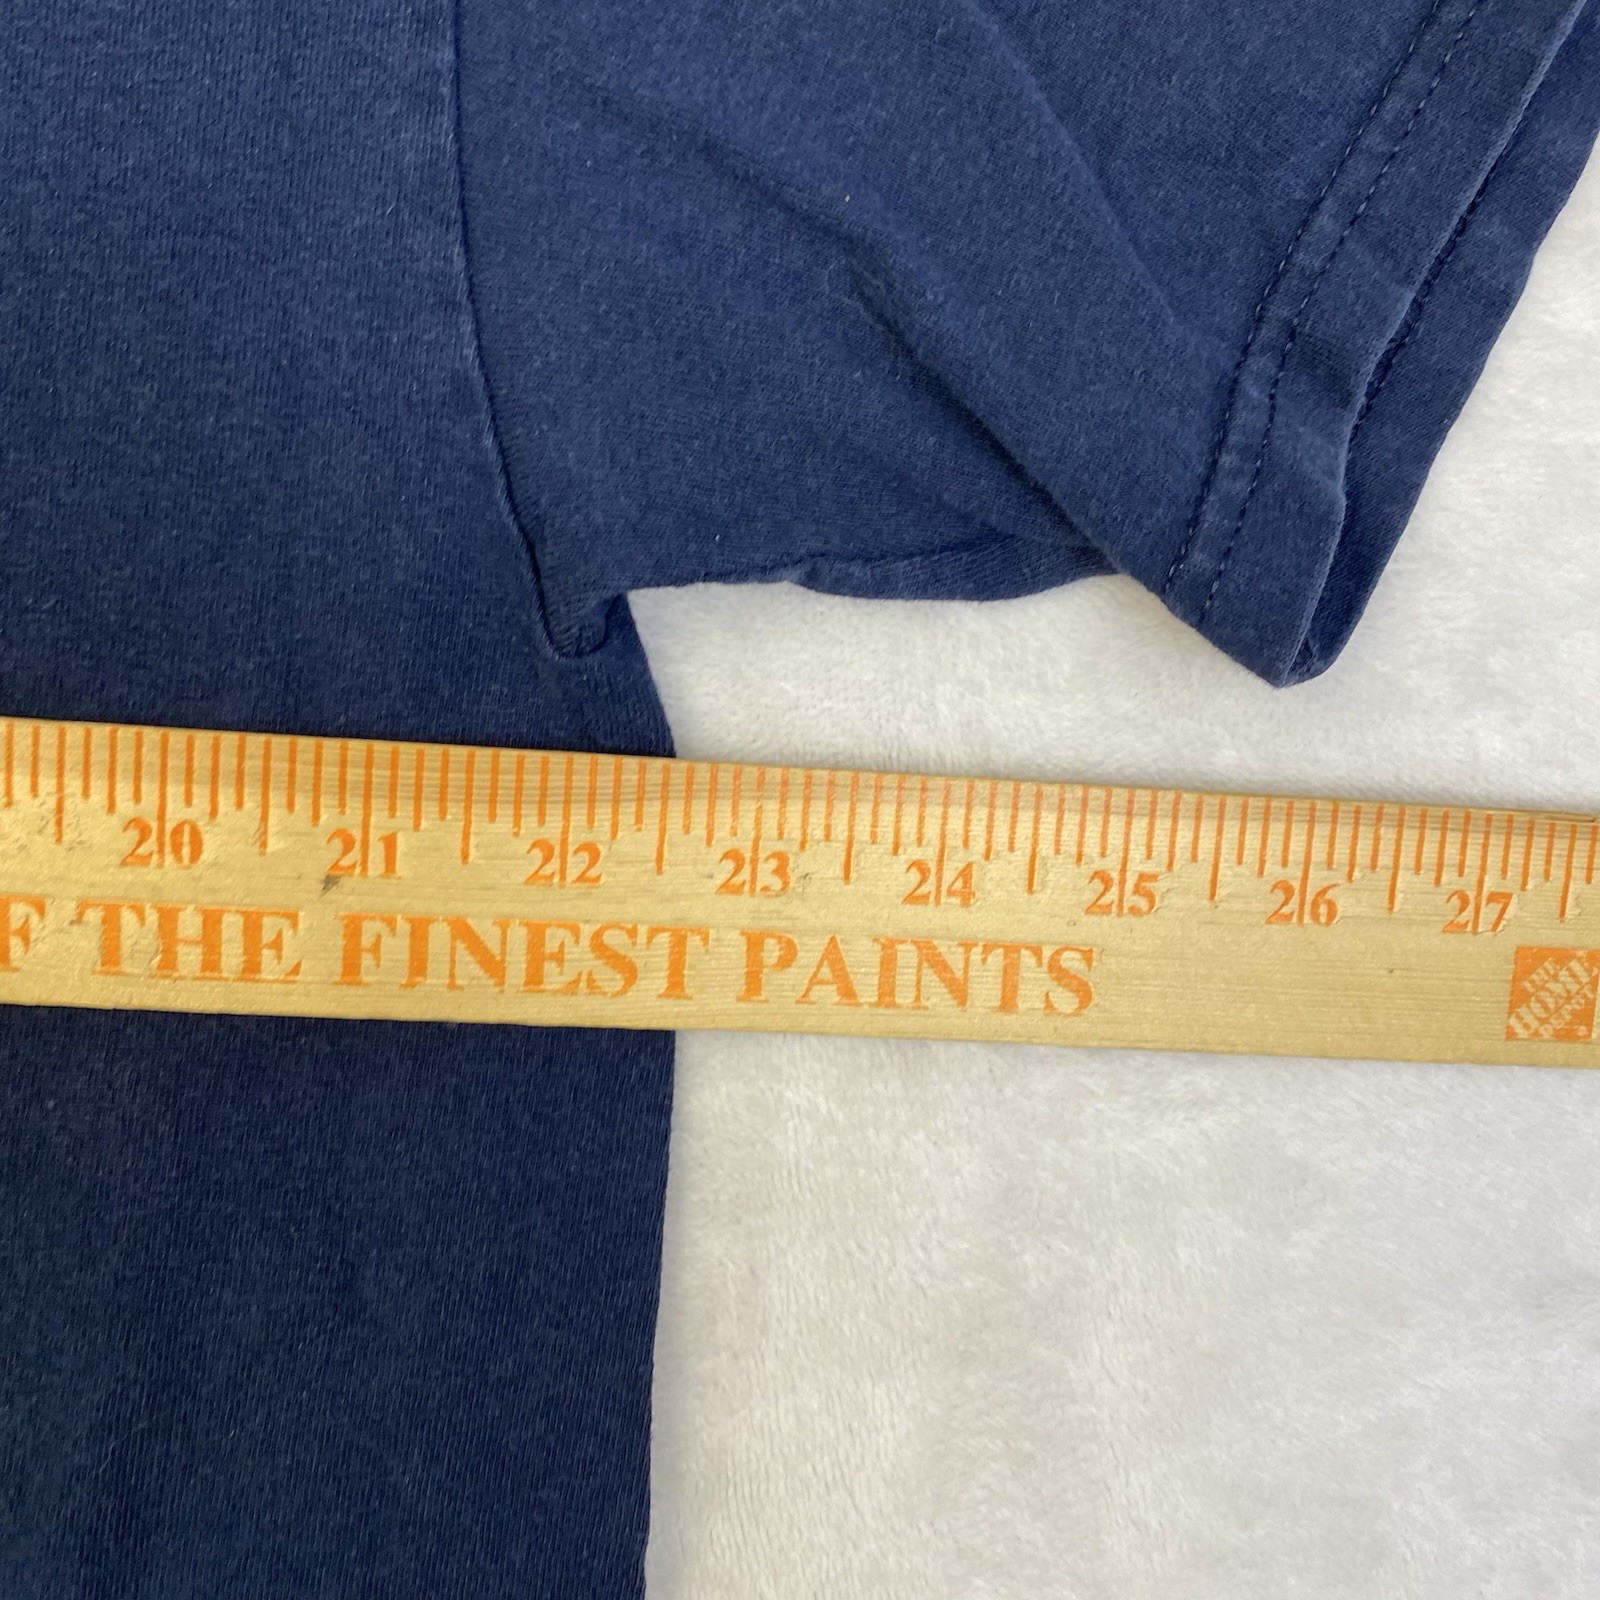 20 21 22 23 24 25 26 27
F THE FINEST PAINTS
THE
HOME
DEPOT